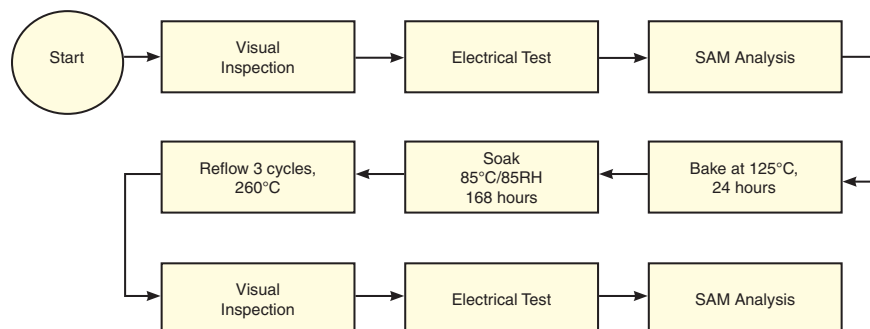 Start
Visual
Inspection
Electrical Test
SAM Analysis
Reflow 3 cycles,
260°C
Soak
85°C/85RH
168 hours
Bake at 125°C,
24 hours
Visual
Inspection
Electrical Test
SAM Analysis